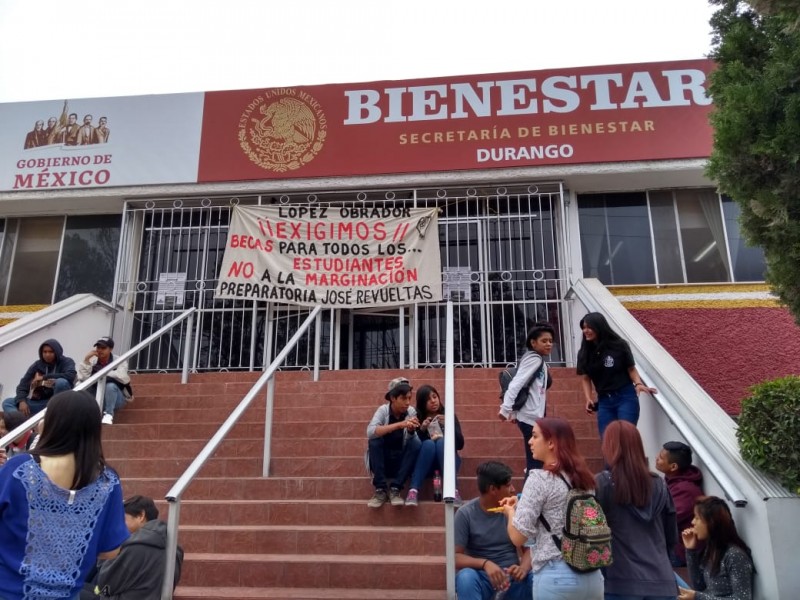 GOBIERNO DE
MÉXICO
ESTADOS UNIDOS MEXICANOS
BIENESTAR
SECRETARÍA DE BIENESTAR
DURANGO
LOPEZ OBRADOR
¡¡EXIGIMOS!!
BECAS PARA TODOS LOS...
ESTUDIANTES
NO A LA MARGINACIÓN
PREPARATORIA JOSÉ REVUELTAS